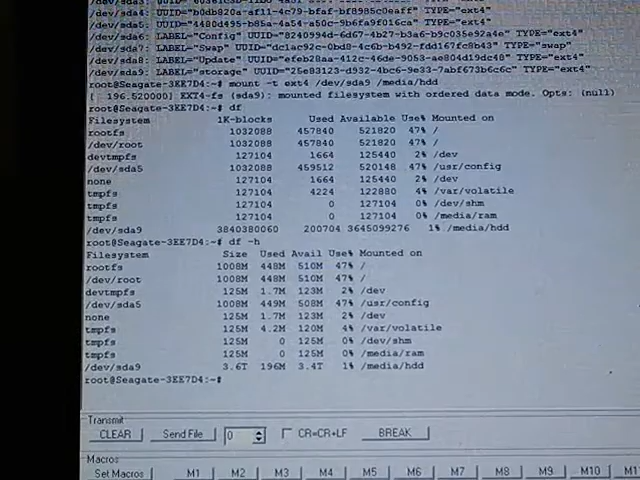 /dev/sda4: UUID="b0db820a-af11-4c79-bfaf-bf8985c0eaff" TYPE="ext4"
/dev/sda5: UUID="4480d495-b85a-4a54-a50c-9b6fa9f016ca" TYPE="ext4"
/dev/sda6: LABEL="Config" UUID="8240994d-6d67-4b27-b3a6-b9c035e92a4e" TYPE="ext4"
/dev/sda7: LABEL="Swap" UUID="dc1ac92c-0bd8-4c6b-b492-fdd167fc8b43" TYPE="swap"
/dev/sda8: LABEL="Update" UUID="efeb28aa-412c-46de-9053-ae804d19dc48" TYPE="ext4"
/dev/sda9: LABEL="storage" UUID="25e83123-d932-4bc6-9e33-7abf673b6c6c" TYPE="ext4"
root@Seagate-3EE7D4:~# mount -t ext4 /dev/sda9 /media/hdd
[ 196.520000] EXT4-fs (sda9): mounted filesystem with ordered data mode. Opts: (null)
root@Seagate-3EE7D4:~# df
Filesystem 1K-blocks Used Available Use% Mounted on
rootfs 1032088 457840 521820 47% /
/dev/root 1032088 457840 521820 47% /
devtmpfs 127104 1664 125440 2% /dev
/dev/sda5 1032088 459512 520148 47% /usr/config
none 127104 1664 125440 2% /dev
tmpfs 127104 4224 122880 4% /var/volatile
tmpfs 127104 0 127104 0% /dev/shm
tmpfs 127104 0 127104 0% /media/ram
/dev/sda9 3840380060 200704 3645099276 1% /media/hdd
root@Seagate-3EE7D4:~# df -h
Filesystem Size Used Avail Use% Mounted on
rootfs 1008M 448M 510M 47% /
/dev/root 1008M 448M 510M 47% /
devtmpfs 125M 1.7M 123M 2% /dev
/dev/sda5 1008M 449M 508M 47% /usr/config
none 125M 1.7M 123M 2% /dev
tmpfs 125M 4.2M 120M 4% /var/volatile
tmpfs 125M 0 125M 0% /dev/shm
tmpfs 125M 0 125M 0% /media/ram
/dev/sda9 3.6T 196M 3.4T 1% /media/hdd
root@Seagate-3EE7D4:~#
Transmit
CLEAR Send File 0 CR=CR+LF BREAK
Macros
Set Macros M1 M2 M3 M4 M5 M6 M7 M8 M9 M10